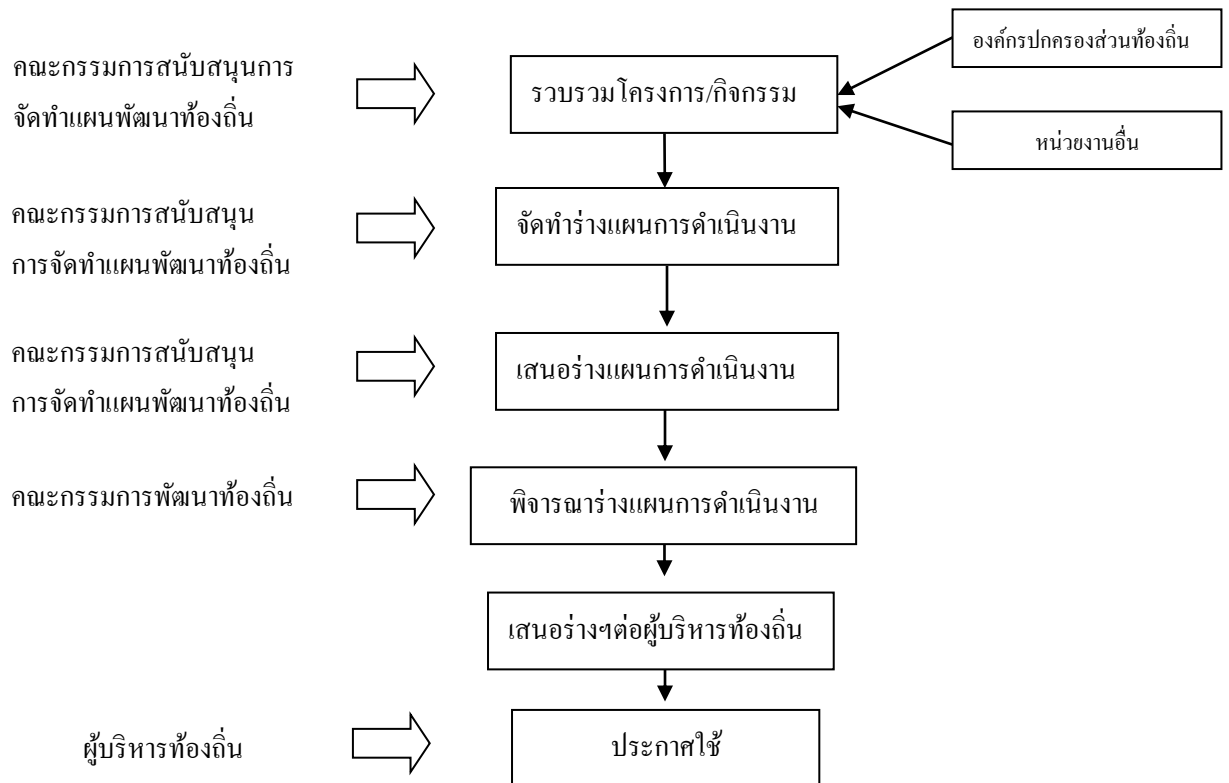 องค์กรปกครองส่วนท้องถิ่น
คณะกรรมการสนับสนุนการ
จัดทำแผนพัฒนาท้องถิ่น
รวบรวมโครงการ/กิจกรรม
หน่วยงานอื่น
คณะกรรมการสนับสนุน
การจัดทำแผนพัฒนาท้องถิ่น
จัดทำร่างแผนการดำเนินงาน
คณะกรรมการสนับสนุน
การจัดทำแผนพัฒนาท้องถิ่น
เสนอร่างแผนการดำเนินงาน
คณะกรรมการพัฒนาท้องถิ่น
พิจารณาร่างแผนการดำเนินงาน
เสนอร่างฯต่อผู้บริหารท้องถิ่น
ผู้บริหารท้องถิ่น
ประกาศใช้